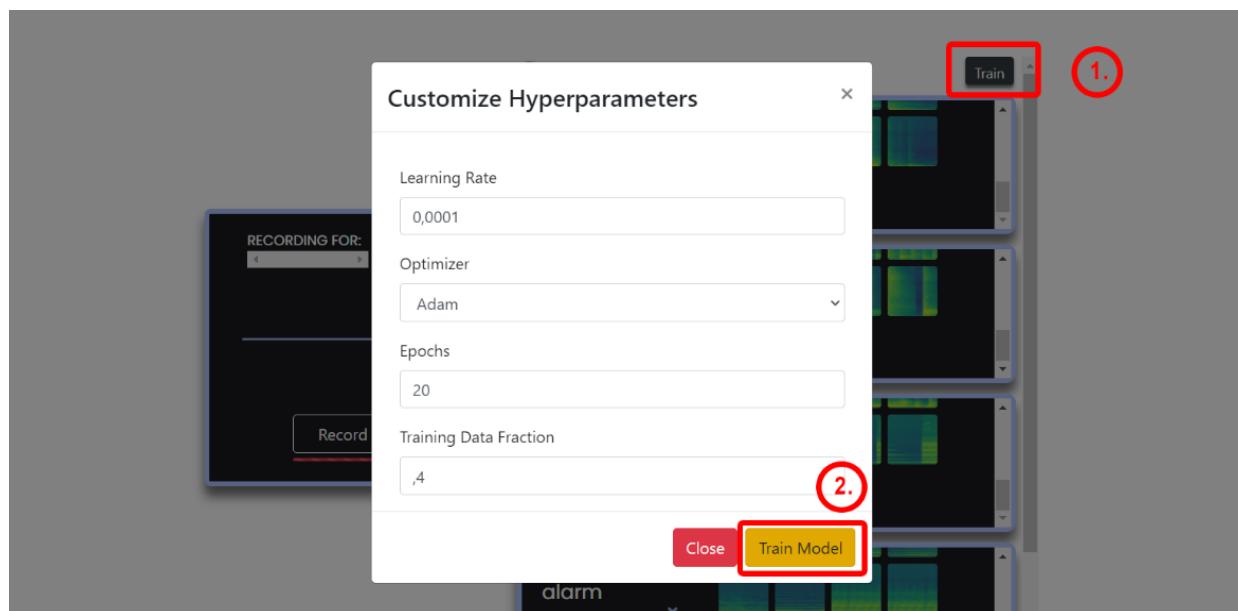 Train
1.
Customize Hyperparameters
×
Learning Rate
0,0001
RECORDING FOR:
Optimizer
Adam
Epochs
20
Record
Training Data Fraction
,4
2.
Close
Train Model
alarm